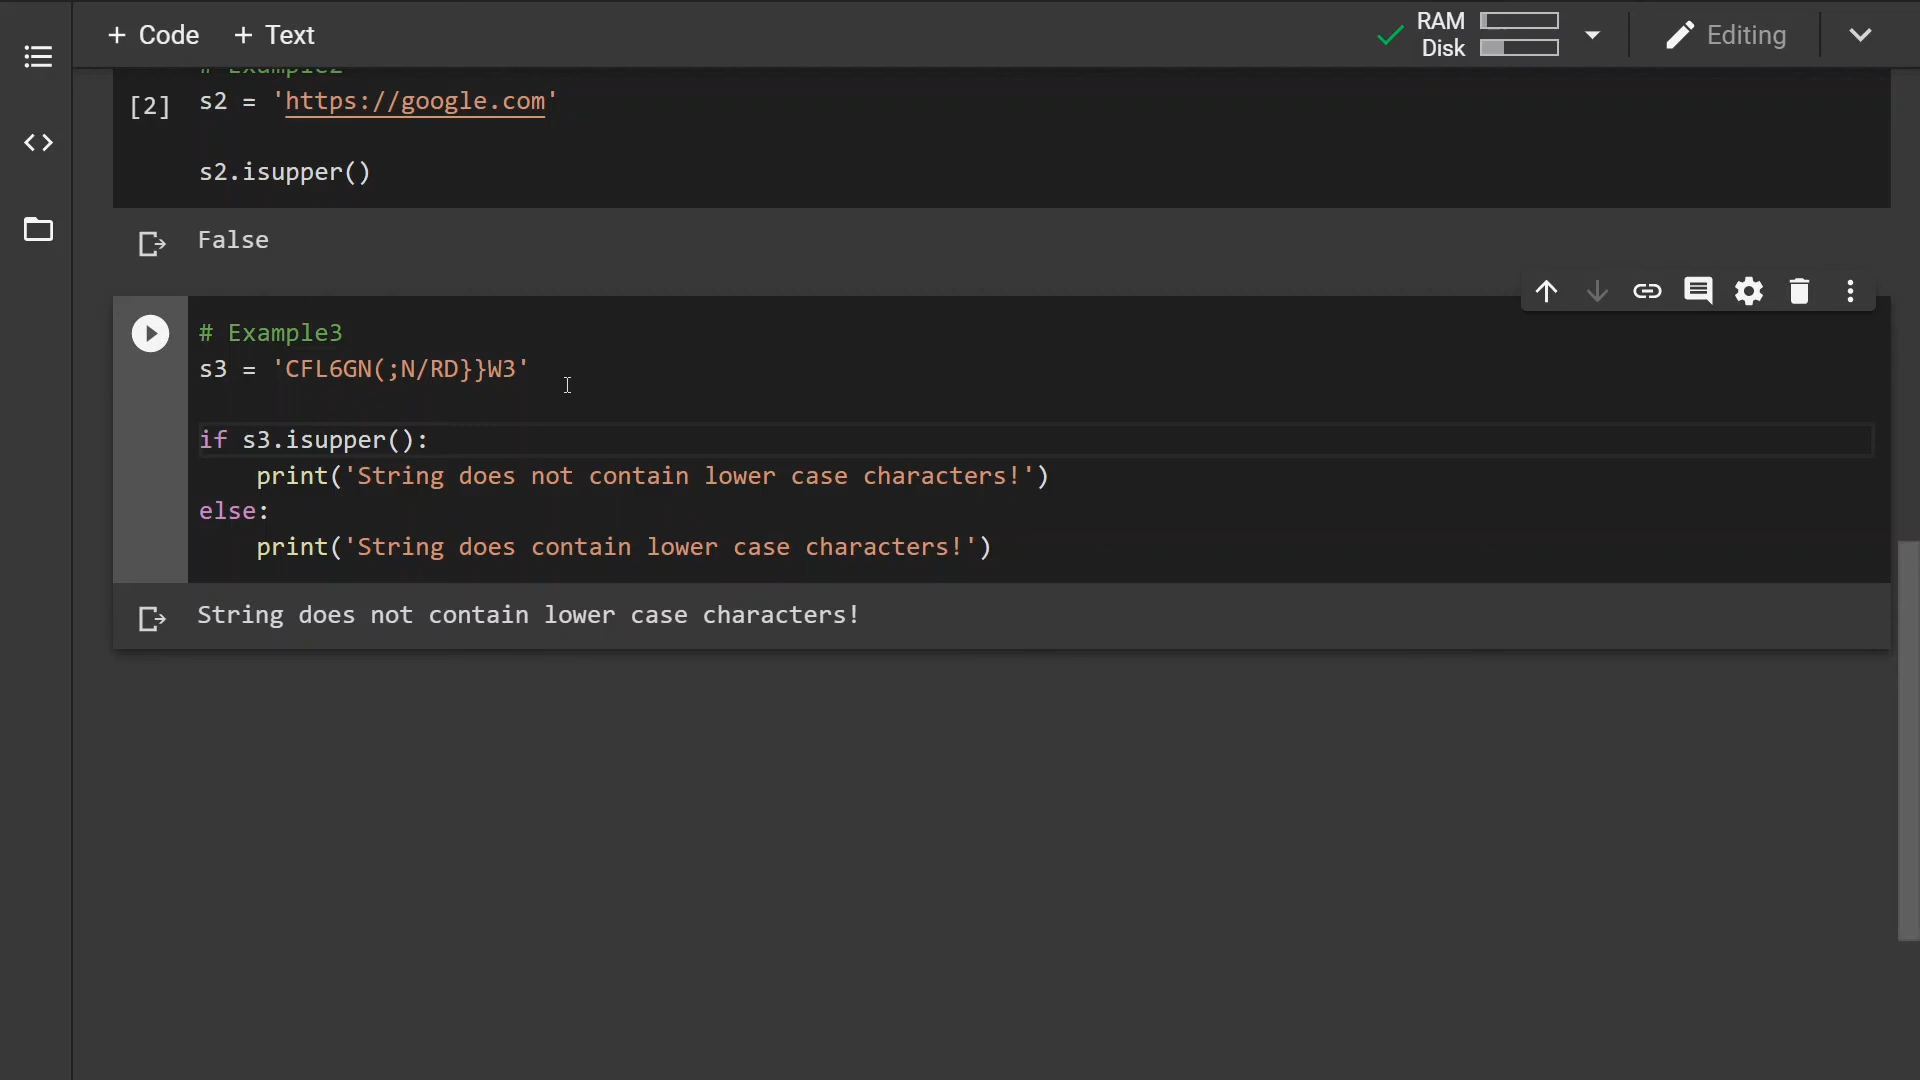 + Code + Text
RAM
Disk
Editing
# Example2
[2] s2 = 'https://google.com'
s2.isupper()
False
# Example3
s3 = 'CFL6GN(;N/RD}}W3'
if s3.isupper():
    print('String does not contain lower case characters!')
else:
    print('String does contain lower case characters!')
String does not contain lower case characters!